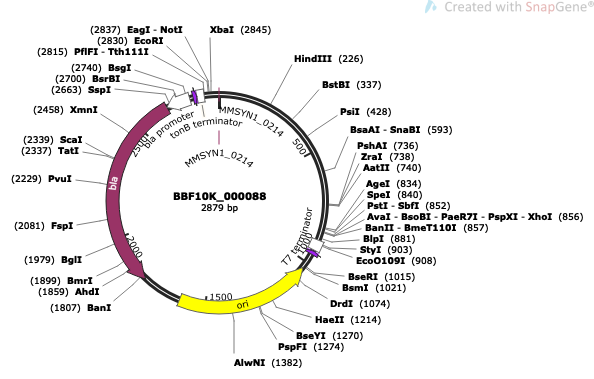 Created with SnapGene®
(2837) EagI - NotI
XbaI (2845)
(2830) EcoRI
(2815) PflFI - Tth111I
(2740) BsgI
(2700) BsrBI
(2663) SspI
(2458) XmnI
(2339) ScaI
(2337) TatI
(2229) PvuI
(2081) FspI
(1979) BglI
(1899) BmrI
(1859) AhdI
(1807) BanI
HindIII (226)
BstBI (337)
PsiI (428)
BsaAI - SnaBI (593)
PshAI (736)
ZraI (738)
AatII (740)
AgeI (834)
SpeI (840)
PstI - SbfI (852)
AvaI - BsoBI - PaeR7I - PspXI - XhoI (856)
BanII - BmeT110I (857)
BlpI (881)
StyI (903)
EcoO109I (908)
BseRI (1015)
BsmI (1021)
DrdI (1074)
HaeII (1214)
BseYI (1270)
PspFI (1274)
AlwNI (1382)
MMSYN1_0214
tonB terminator
bla promoter
MMSYN1_0214
BBF10K_000088
2879 bp
bla
ori
T7 terminator
500
1000
1500
2000
2500